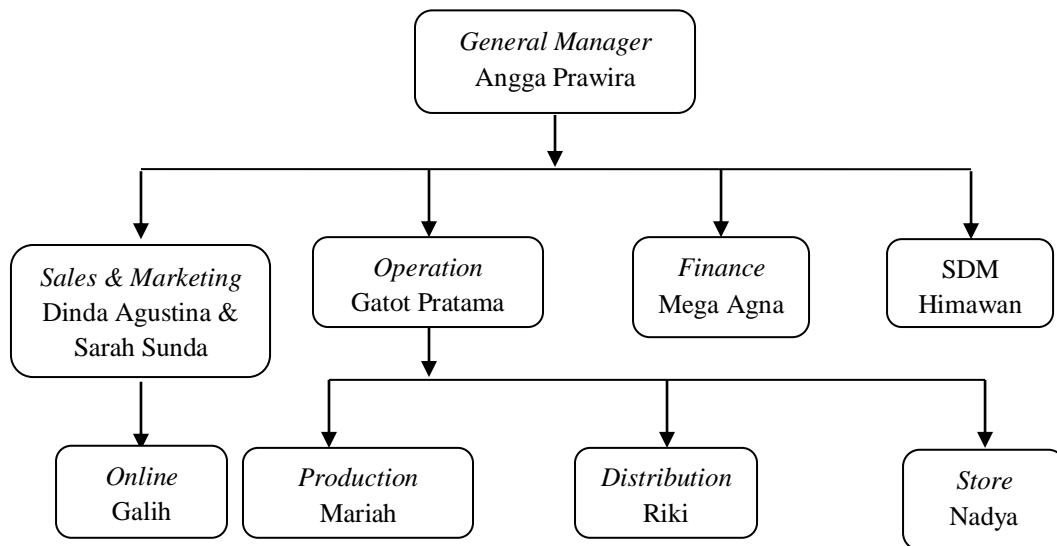 General Manager
Angga Prawira
Sales & Marketing
Dinda Agustina &
Sarah Sunda
Operation
Gatot Pratama
Finance
Mega Agna
SDM
Himawan
Online
Galih
Production
Mariah
Distribution
Riki
Store
Nadya